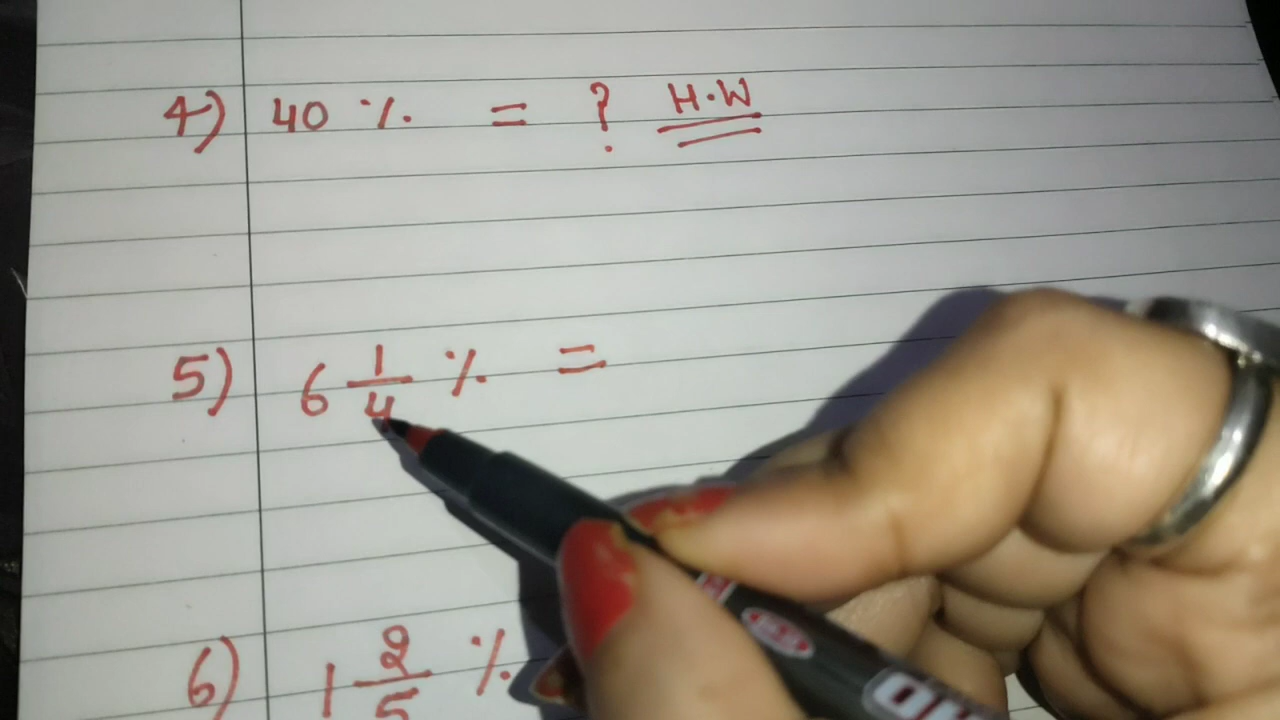 4) 40 % = ? H.W
5) 6 1/4 % =
6) 1 2/5 %